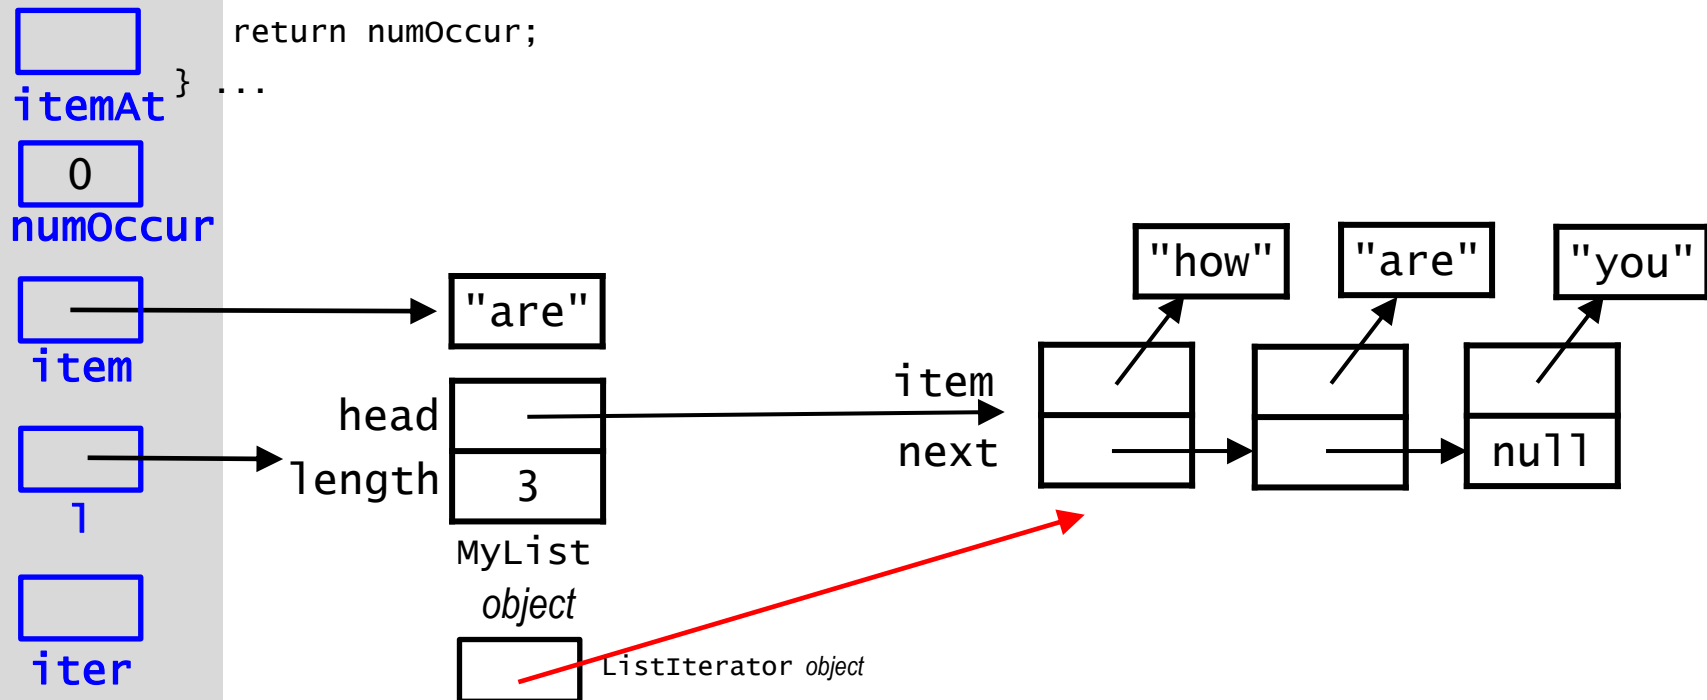 return numOccur;
} ...
itemAt
0
numOccur
"how" "are" "you"
"are"
item
item
head
next
null
length
3
l
MyList
object
iter
ListIterator object